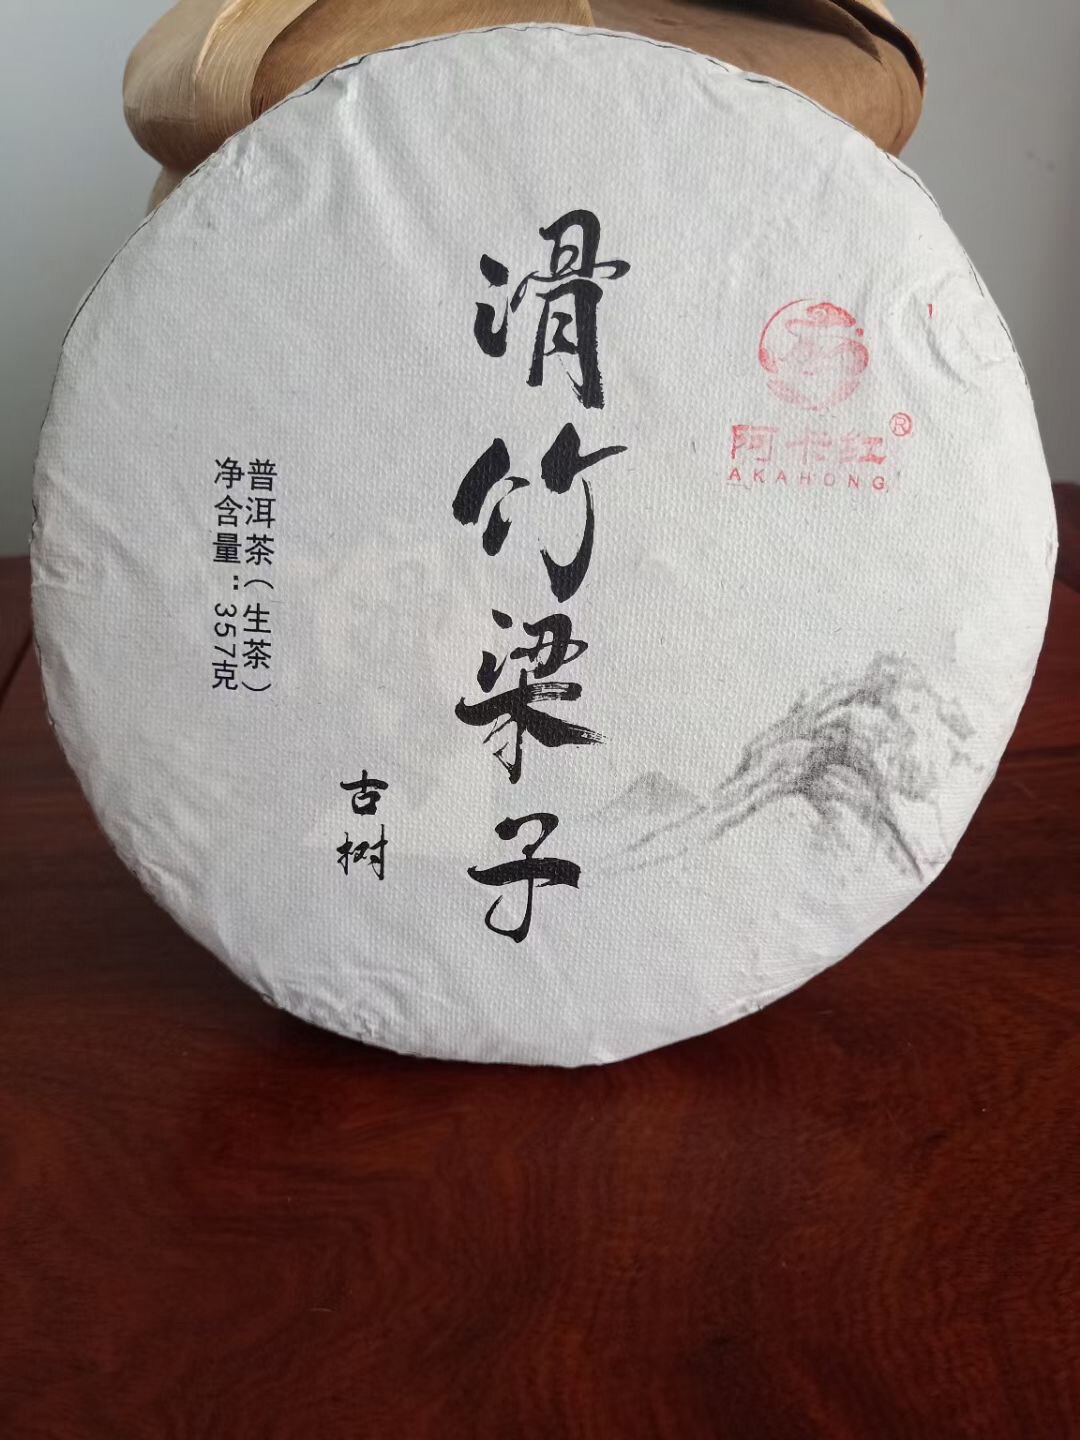 滑竹梁子
古树
普洱茶（生茶）
净含量：357克
阿卡红®
AKAHONG